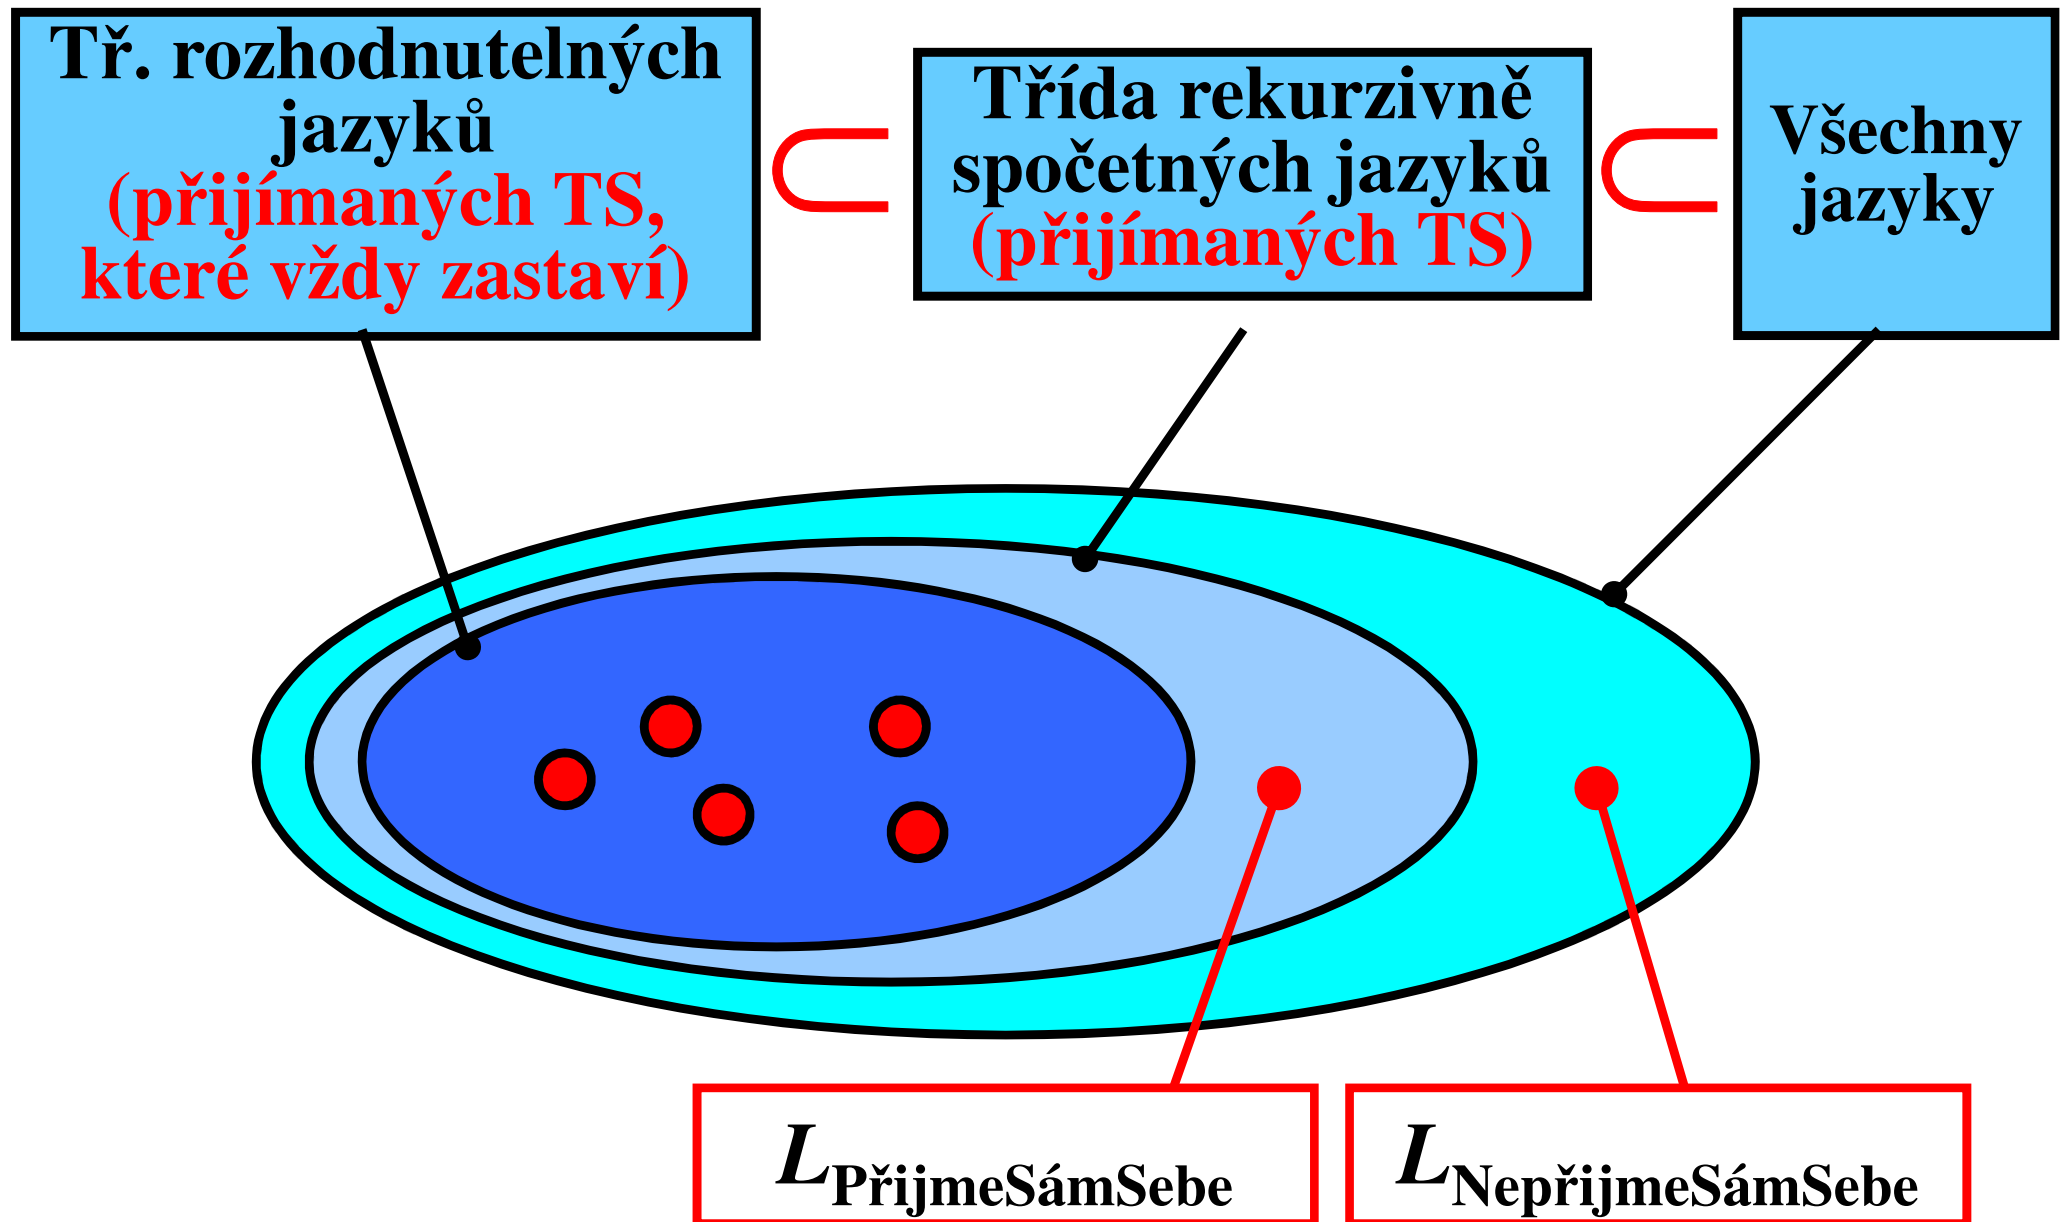 Tř. rozhodnutelných
jazyků
(přijímaných TS,
které vždy zastaví)
Třída rekurzivně
spočetných jazyků
(přijímaných TS)
Všechny
jazyky
LPřijmeSámSebe
LNepřijmeSámSebe